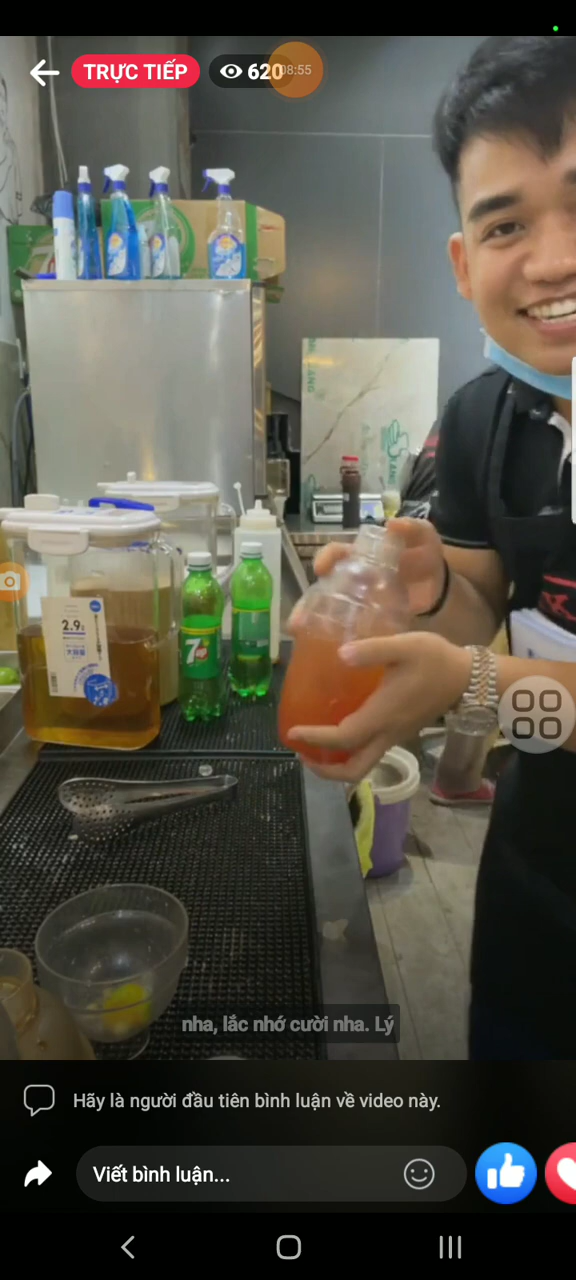 TRỰC TIẾP
620
08:55
2.9
7
nha, lắc nhớ cười nha. Lý
Hãy là người đầu tiên bình luận về video này.
Viết bình luận...